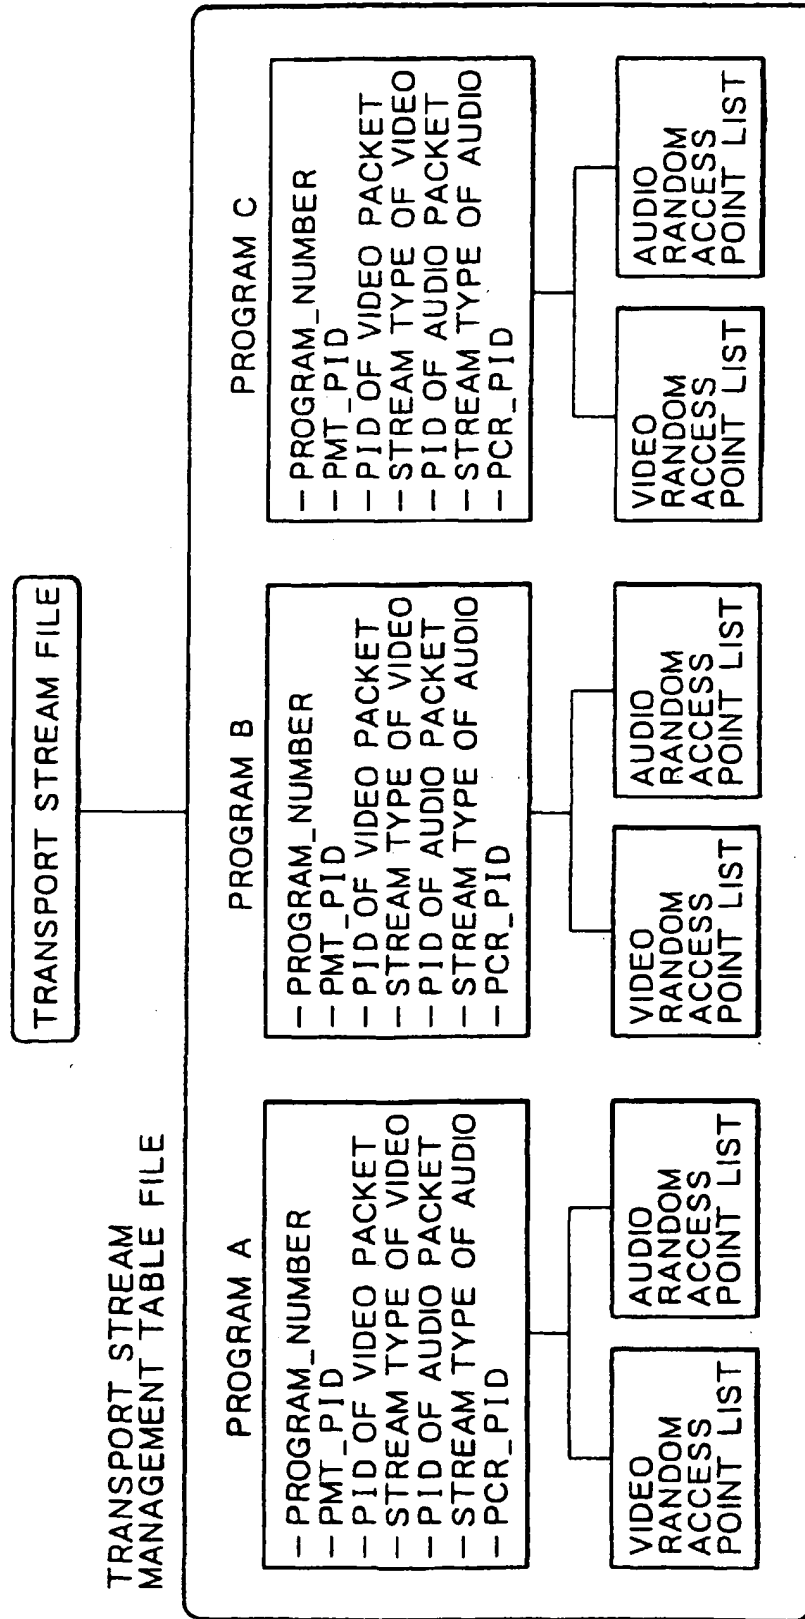 TRANSPORT STREAM FILE
TRANSPORT STREAM
MANAGEMENT TABLE FILE
PROGRAM A
– PROGRAM_NUMBER
– PMT_PID
– PID OF VIDEO PACKET
– STREAM TYPE OF VIDEO
– PID OF AUDIO PACKET
– STREAM TYPE OF AUDIO
– PCR_PID
VIDEO
RANDOM
ACCESS
POINT LIST
AUDIO
RANDOM
ACCESS
POINT LIST
PROGRAM B
– PROGRAM_NUMBER
– PMT_PID
– PID OF VIDEO PACKET
– STREAM TYPE OF VIDEO
– PID OF AUDIO PACKET
– STREAM TYPE OF AUDIO
– PCR_PID
VIDEO
RANDOM
ACCESS
POINT LIST
AUDIO
RANDOM
ACCESS
POINT LIST
PROGRAM C
– PROGRAM_NUMBER
– PMT_PID
– PID OF VIDEO PACKET
– STREAM TYPE OF VIDEO
– PID OF AUDIO PACKET
– STREAM TYPE OF AUDIO
– PCR_PID
VIDEO
RANDOM
ACCESS
POINT LIST
AUDIO
RANDOM
ACCESS
POINT LIST